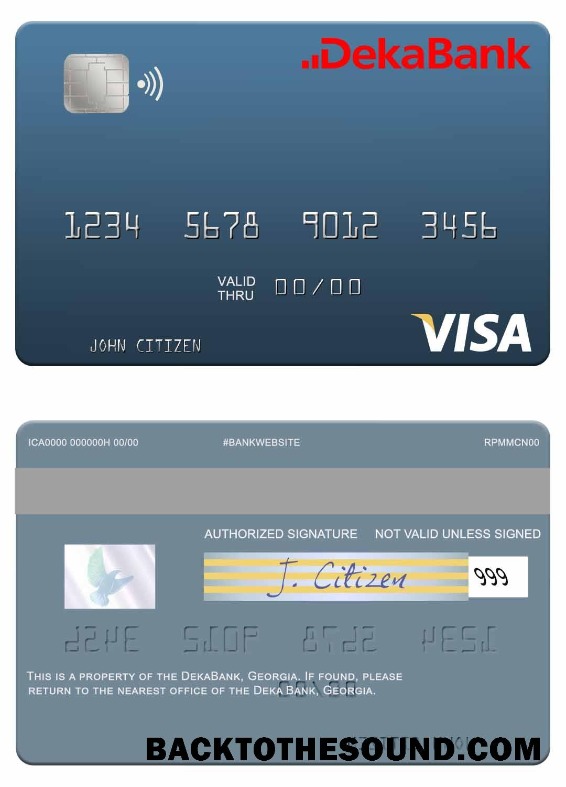 DekaBank
1234 5678 9012 3456
VALID
THRU 00/00
VISA
JOHN CITIZEN
ICA0000 000000H 00/00 #BANKWEBSITE RPMMCN00
AUTHORIZED SIGNATURE NOT VALID UNLESS SIGNED
J. Citizen 999
THIS IS A PROPERTY OF THE DEKABANK, GEORGIA. IF FOUND, PLEASE
RETURN TO THE NEAREST OFFICE OF THE DEKA BANK, GEORGIA.
BACKTOTHESOUND.COM